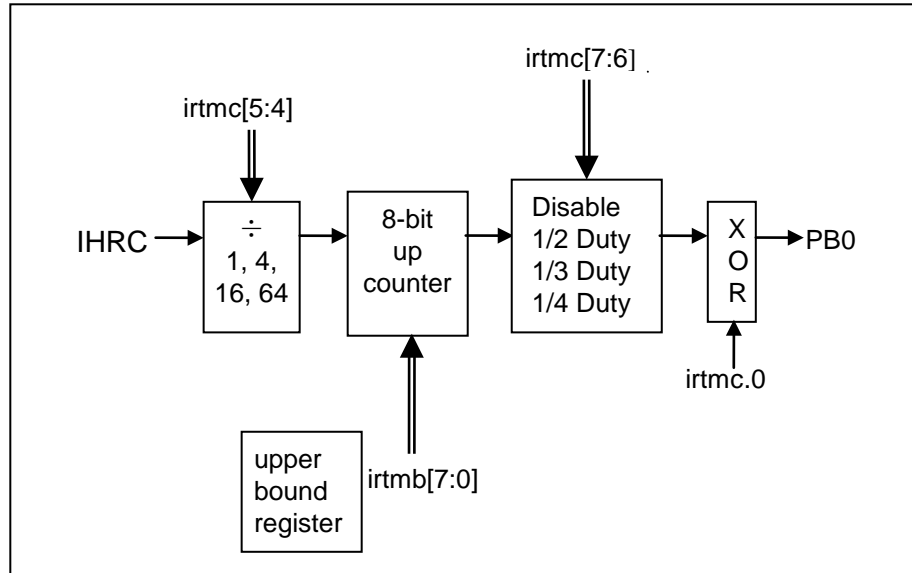 irtmc[7:6]
irtmc[5:4]
IHRC
÷
1, 4,
16, 64
8-bit
up
counter
Disable
1/2 Duty
1/3 Duty
1/4 Duty
X
O
R
PB0
irtmc.0
upper
bound
register
irtmb[7:0]